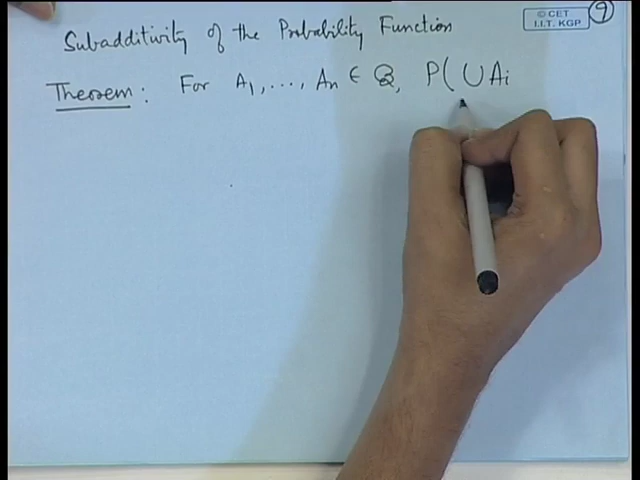 © CET
I.I.T. KGP
9
Subadditivity of the Probability Function
Theorem : For A1, ..., An ∈ 𝓑, P( ∪ Ai